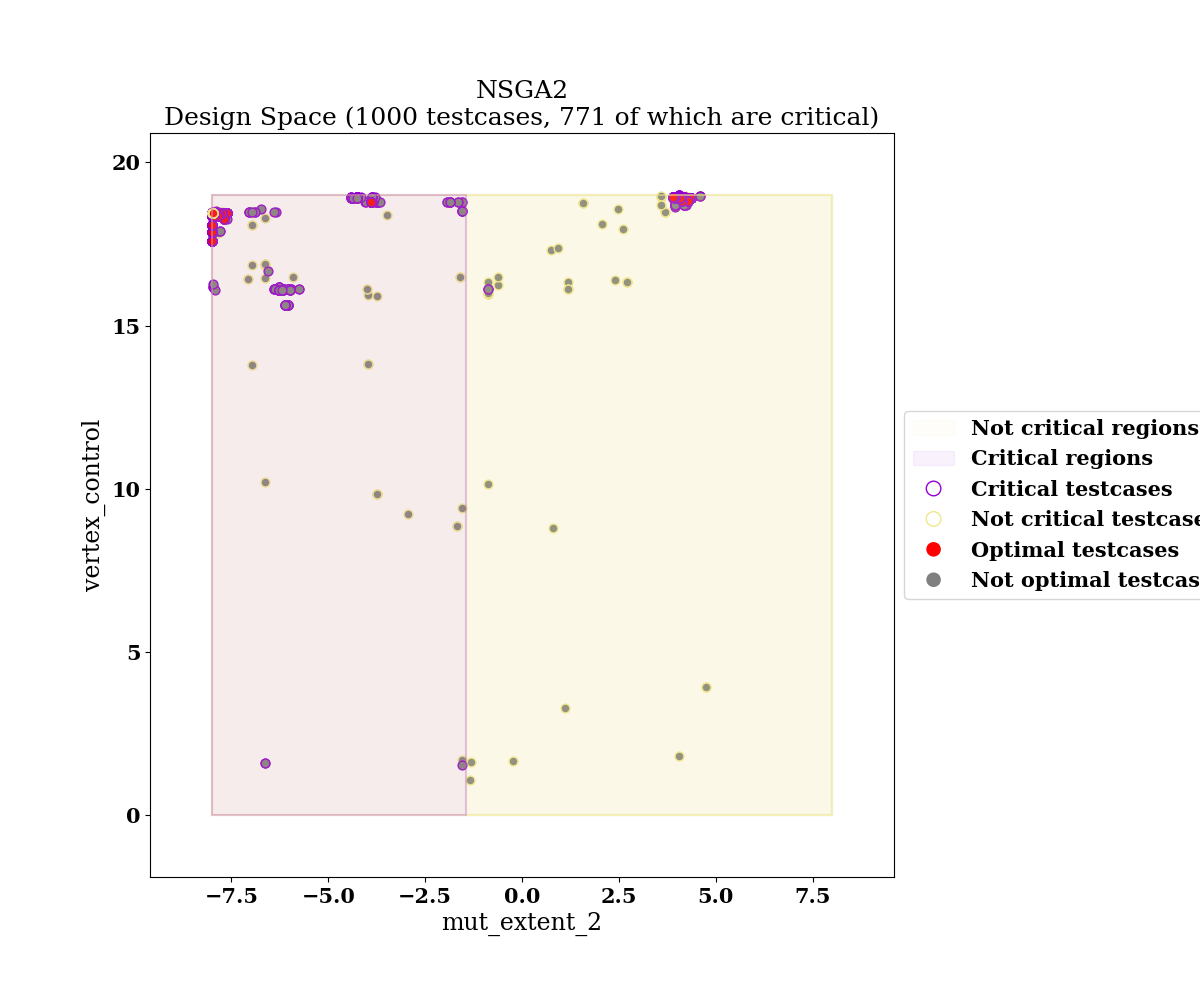 NSGA2
Design Space (1000 testcases, 771 of which are critical)
20
15
10
5
0
vertex_control
−7.5 −5.0 −2.5 0.0 2.5 5.0 7.5
mut_extent_2
Not critical regions
Critical regions
Critical testcases
Not critical testcase
Optimal testcases
Not optimal testcas